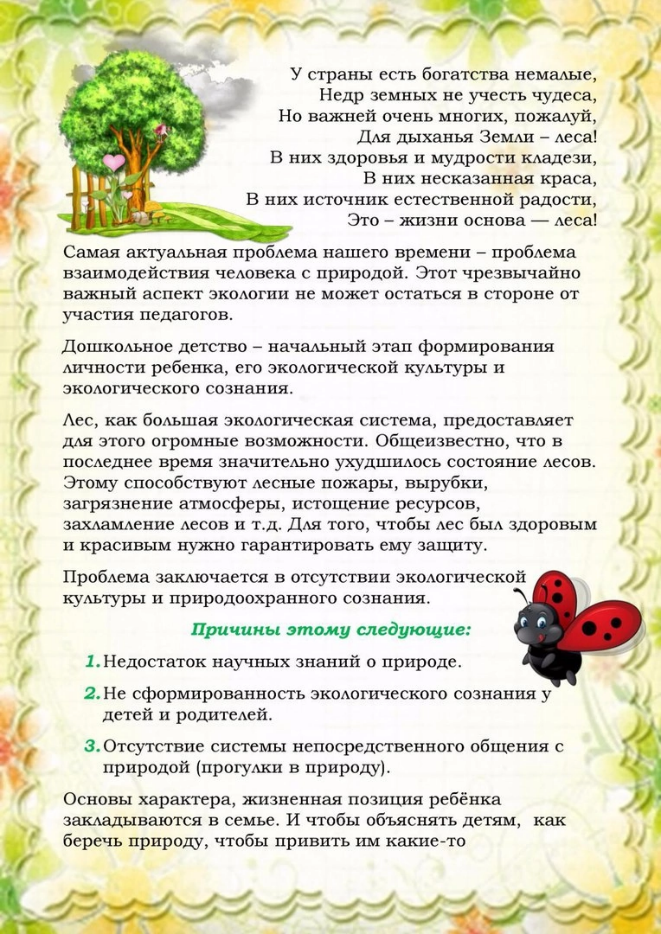 У страны есть богатства немалые,
Недр земных не учесть чудеса,
Но важней очень многих, пожалуй,
Для дыханья Земли – леса!
В них здоровья и мудрости кладези,
В них несказанная краса,
В них источник естественной радости,
Это – жизни основа — леса!
Самая актуальная проблема нашего времени – проблема
взаимодействия человека с природой. Этот чрезвычайно
важный аспект экологии не может остаться в стороне от
участия педагогов.
Дошкольное детство – начальный этап формирования
личности ребенка, его экологической культуры и
экологического сознания.
Лес, как большая экологическая система, предоставляет
для этого огромные возможности. Общеизвестно, что в
последнее время значительно ухудшилось состояние лесов.
Этому способствуют лесные пожары, вырубки,
загрязнение атмосферы, истощение ресурсов,
захламление лесов и т.д. Для того, чтобы лес был здоровым
и красивым нужно гарантировать ему защиту.
Проблема заключается в отсутствии экологической
культуры и природоохранного сознания.
Причины этому следующие:
1. Недостаток научных знаний о природе.
2. Не сформированность экологического сознания у
детей и родителей.
3. Отсутствие системы непосредственного общения с
природой (прогулки в природу).
Основы характера, жизненная позиция ребёнка
закладываются в семье. И чтобы объяснять детям, как
беречь природу, чтобы привить им какие-то